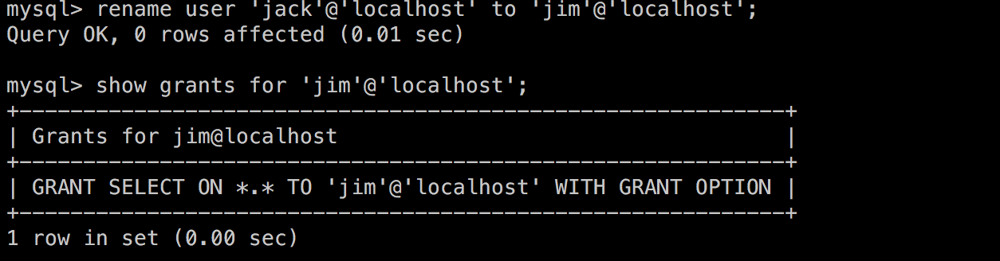 mysql> rename user 'jack'@'localhost' to 'jim'@'localhost';
Query OK, 0 rows affected (0.01 sec)
mysql> show grants for 'jim'@'localhost';
+------------------------------------------------------------+
| Grants for jim@localhost                                   |
+------------------------------------------------------------+
| GRANT SELECT ON *.* TO 'jim'@'localhost' WITH GRANT OPTION |
+------------------------------------------------------------+
1 row in set (0.00 sec)